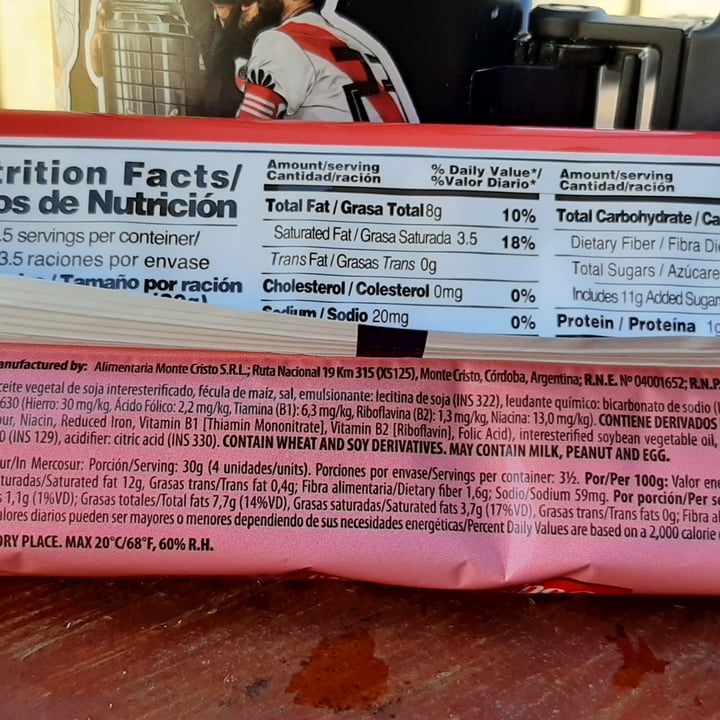 trition Facts/
os de Nutrición
.5 servings per conteiner/
3.5 raciones por envase
/ Tamaño por ración
Amount/serving
Cantidad/ración
% Daily Value*/
%Valor Diario*
Total Fat / Grasa Total 8g 10%
Saturated Fat / Grasa Saturada 3.5 18%
Trans Fat / Grasas Trans 0g
Cholesterol / Colesterol 0mg 0%
Sodium / Sodio 20mg 0%
Amount/serving
Cantidad/ración
Total Carbohydrate / Ca
Dietary Fiber / Fibra Di
Total Sugars / Azúcare
Includes 11g Added Sugar
Protein / Proteína 1g
anufactured by: Alimentaria Monte Cristo S.R.L.; Ruta Nacional 19 Km 315 (X5125), Monte Cristo, Córdoba, Argentina; R.N.E. Nº 04001652; R.N.P.
ceite vegetal de soja interesterificado, fécula de maíz, sal, emulsionante: lecitina de soja (INS 322), leudante químico: bicarbonato de sodio (
630 (Hierro: 30 mg/kg, Ácido Fólico: 2,2 mg/kg, Tiamina (B1): 6,3 mg/kg, Riboflavina (B2): 1,3 mg/kg, Niacina: 13,0 mg/kg). CONTIENE DERIVADOS
ur, Niacin, Reduced Iron, Vitamin B1 [Thiamin Mononitrate], Vitamin B2 [Riboflavin], Folic Acid), interesterified soybean vegetable oil,
0 (INS 129), acidifier: citric acid (INS 330). CONTAIN WHEAT AND SOY DERIVATIVES. MAY CONTAIN MILK, PEANUT AND EGG.
ur/In Mercosur: Porción/Serving: 30g (4 unidades/units). Porciones por envase/Servings per container: 3½. Por/Per 100g: Valor ene
turadas/Saturated fat 12g, Grasas trans/Trans fat 0,4g; Fibra alimentaria/Dietary fiber 1,6g; Sodio/Sodium 59mg. Por porción/Per se
s 1,1g (1%VD); Grasas totales/Total fats 7,7g (14%VD), Grasas saturadas/Saturated fats 3,7g (17%VD), Grasas trans/Trans fats 0g; Fibra al
alores diarios pueden ser mayores o menores dependiendo de sus necesidades energéticas/Percent Daily Values are based on a 2,000 calorie
DRY PLACE. MAX 20°C/68°F, 60% R.H.